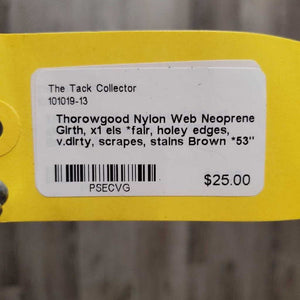 The Tack Collector
101019-13
Thorowgood Nylon Web Neoprene
Girth, x1 els *fair, holey edges,
v.dirty, scrapes, stains Brown *53"
PSECVG
$25.00